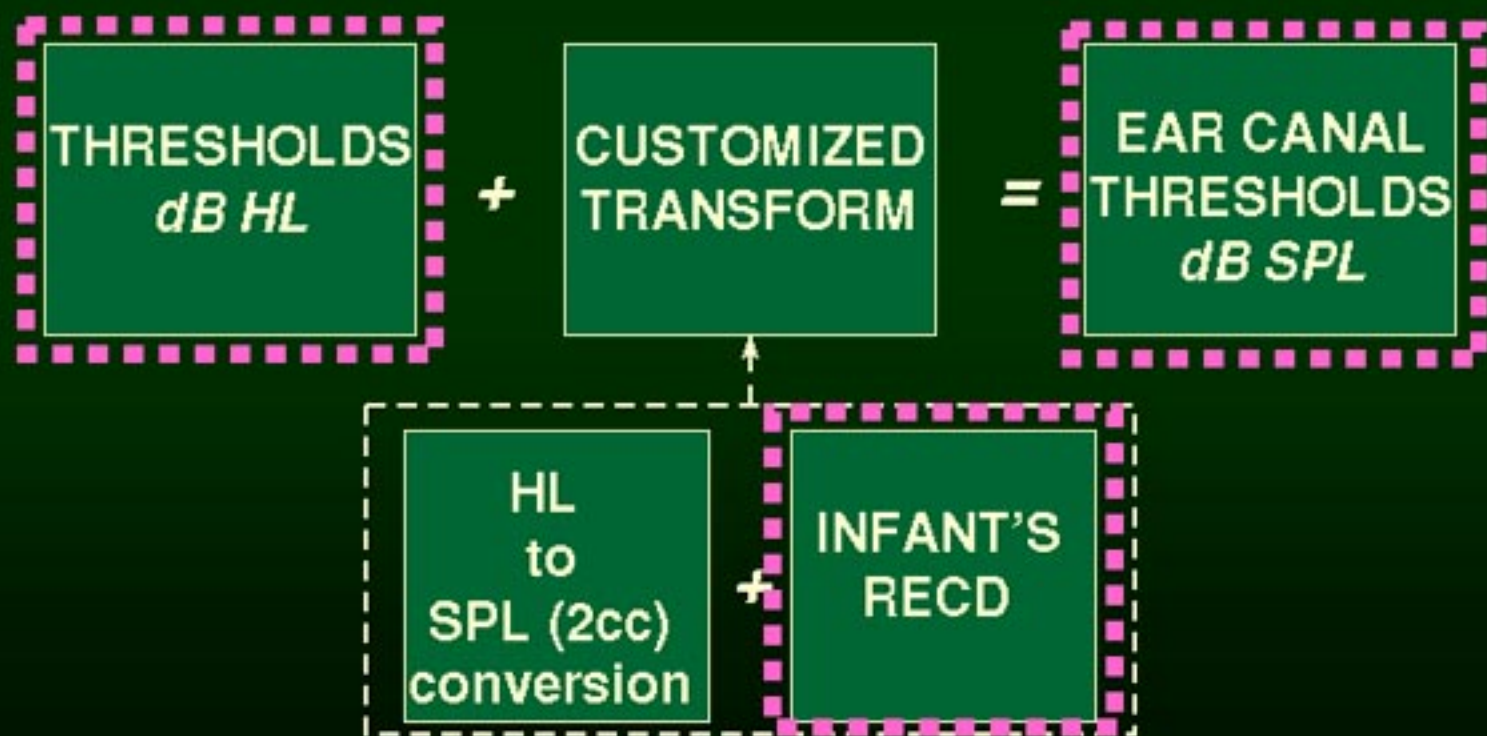 THRESHOLDS
dB HL
+
CUSTOMIZED
TRANSFORM
=
EAR CANAL
THRESHOLDS
dB SPL
HL
to
SPL (2cc)
conversion
+
INFANT’S
RECD